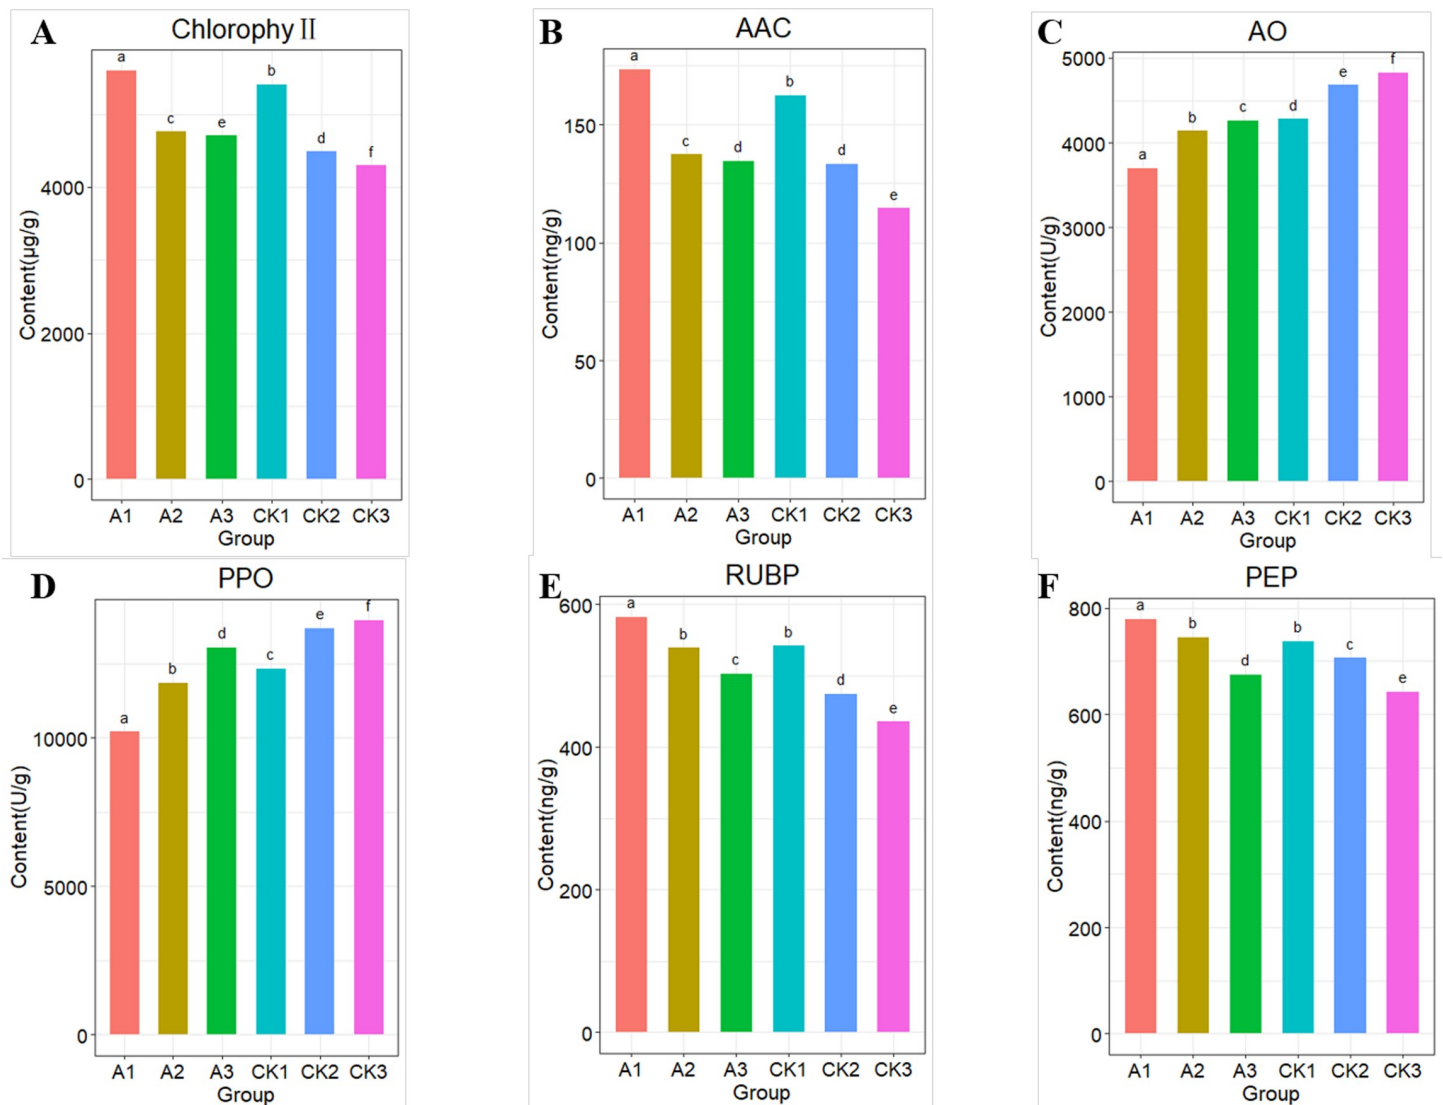 A
Chlorophy Ⅱ
a
b
c
e
d
f
Content(µg/g)
4000
2000
0
A1 A2 A3 CK1 CK2 CK3
Group
B
AAC
a
b
c
d
d
e
Content(ng/g)
150
100
50
0
A1 A2 A3 CK1 CK2 CK3
Group
C
AO
a
b
c
d
e
f
Content(U/g)
5000
4000
3000
2000
1000
0
A1 A2 A3 CK1 CK2 CK3
Group
D
PPO
a
b
d
c
e
f
Content(U/g)
10000
5000
0
A1 A2 A3 CK1 CK2 CK3
Group
E
RUBP
a
b
c
b
d
e
Content(ng/g)
600
400
200
0
A1 A2 A3 CK1 CK2 CK3
Group
F
PEP
a
b
d
b
c
e
Content(ng/g)
800
600
400
200
0
A1 A2 A3 CK1 CK2 CK3
Group